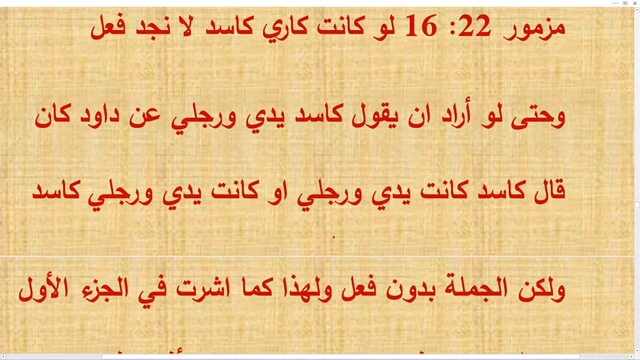 مزمور 22: 16 لو كانت كاري كاسد لا نجد فعل
وحتى لو أراد ان يقول كاسد يدي ورجلي عن داود كان
قال كاسد كانت يدي ورجلي او كانت يدي ورجلي كاسد
ولكن الجملة بدون فعل ولهذا كما اشرت في الجزء الأول